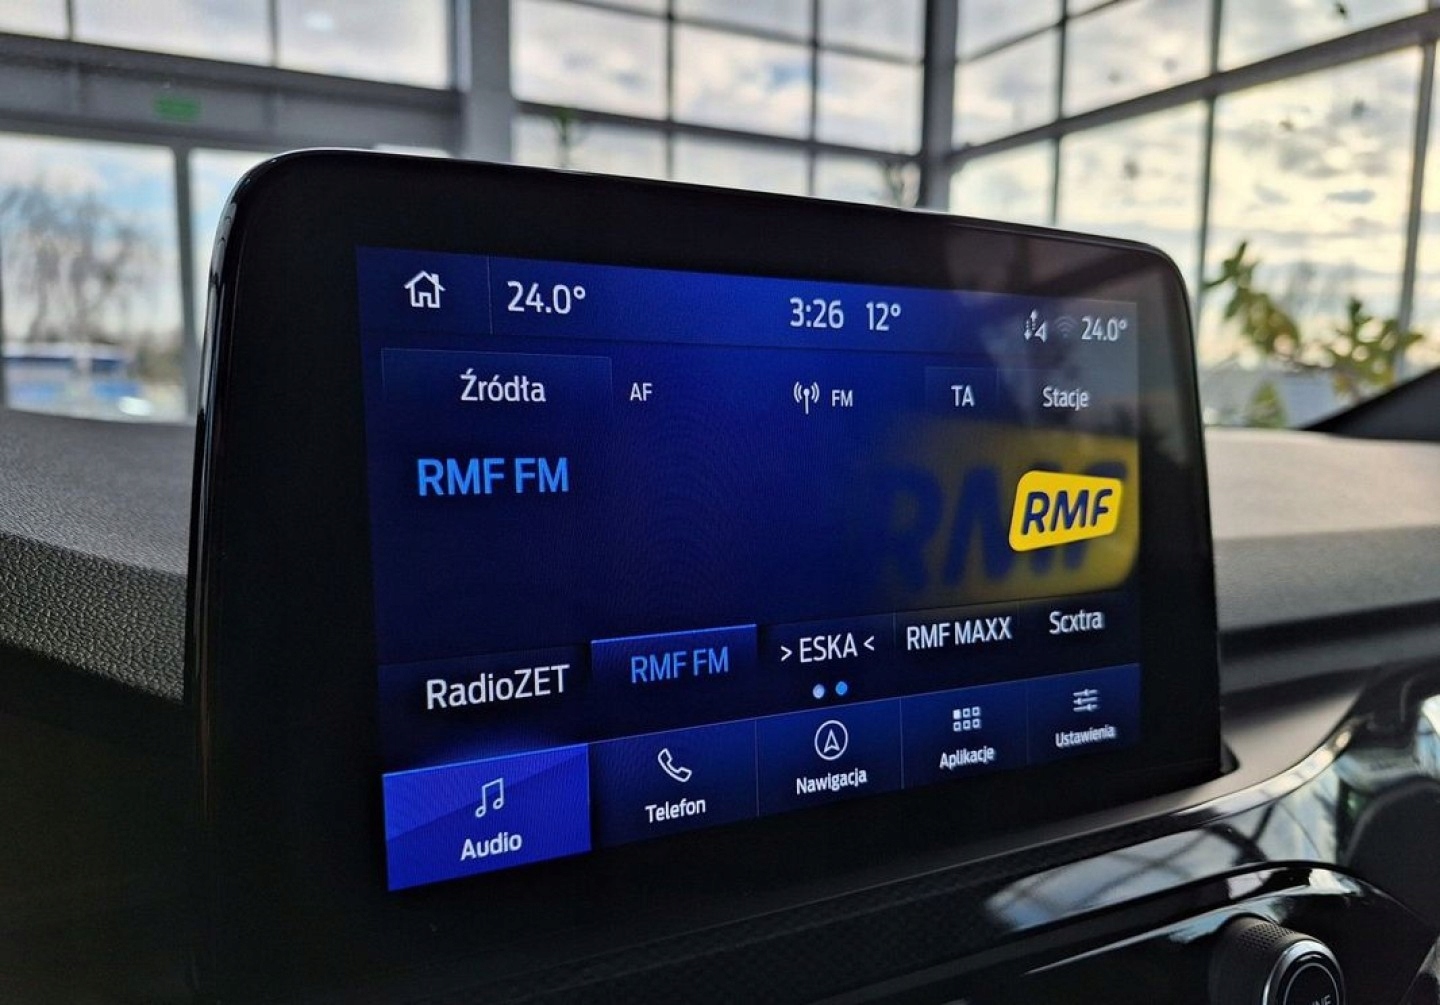 24.0°
3:26 12°
24.0°
Źródła
AF
FM
TA
Stacje
RMF FM
RMF
RMF
RadioZET
RMF FM
> ESKA <
RMF MAXX
Scxtra
Audio
Telefon
Nawigacja
Aplikacje
Ustawienia